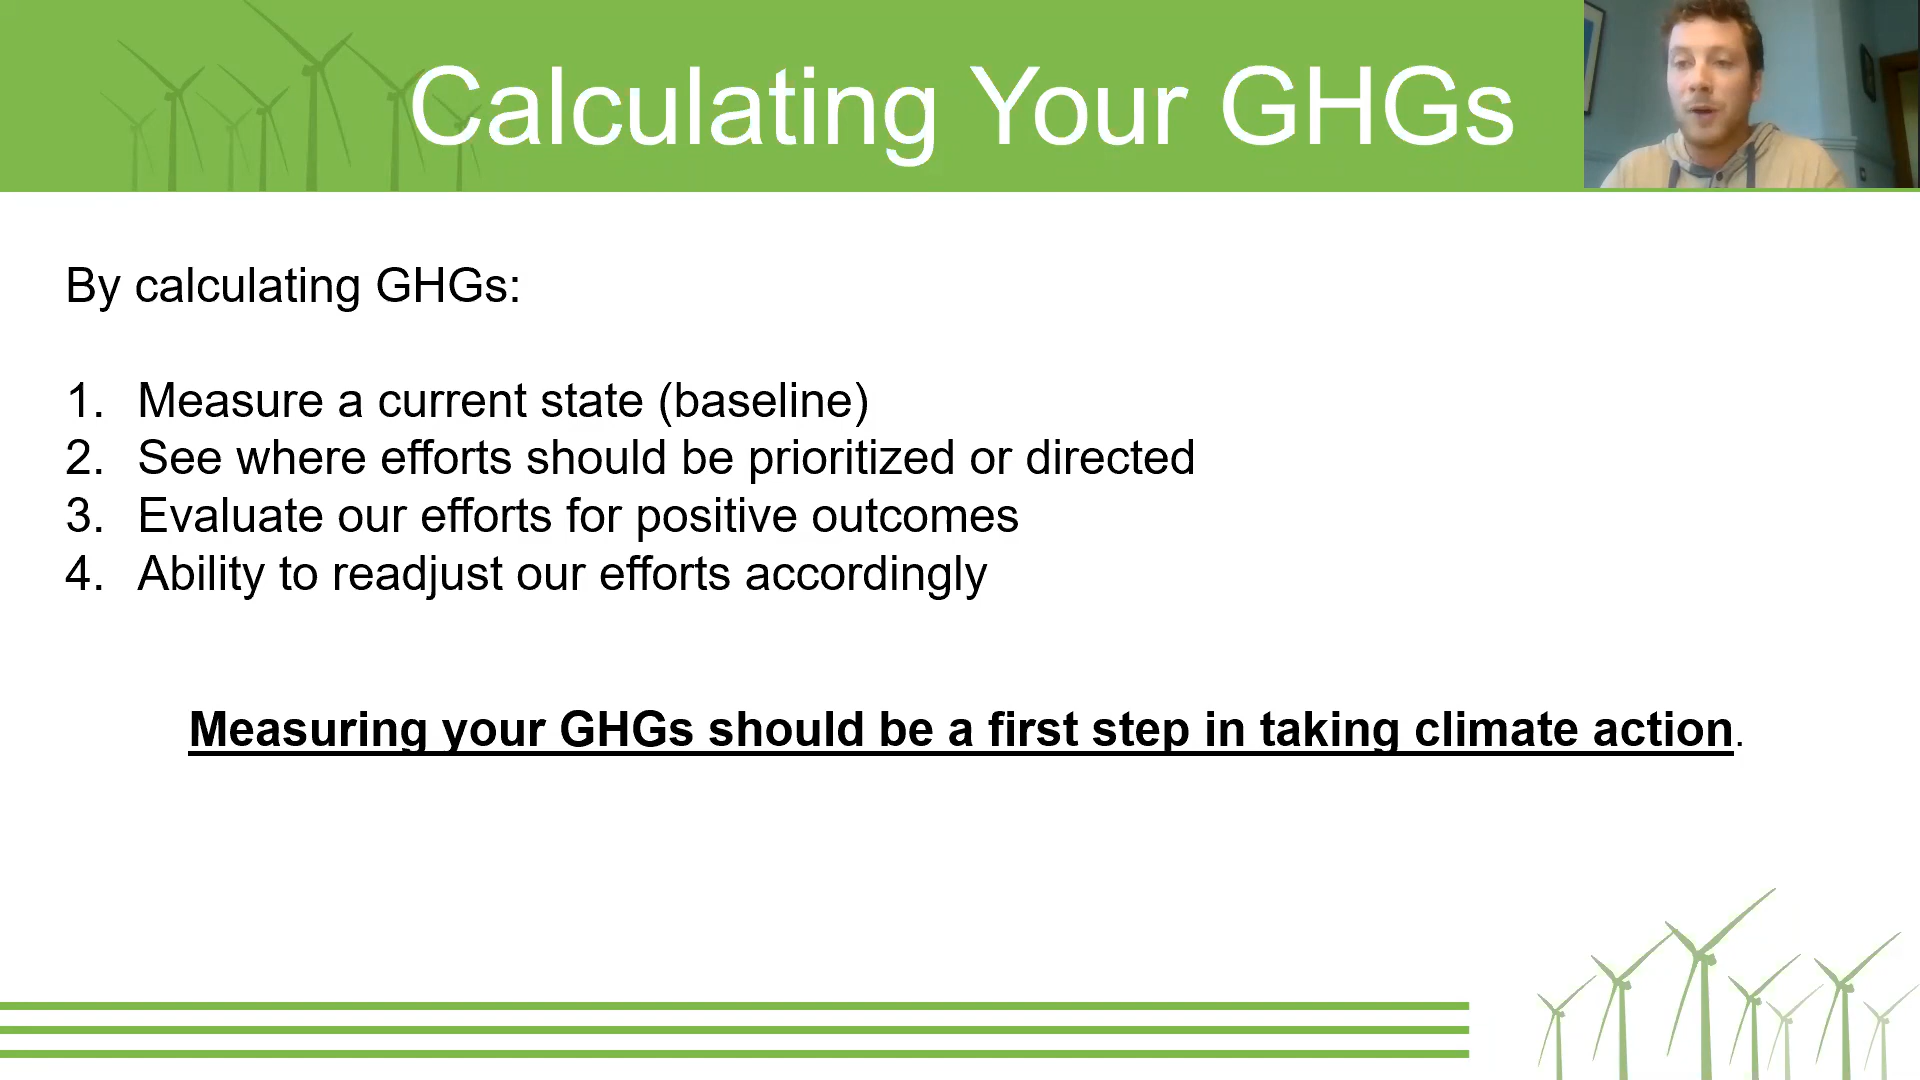 Calculating Your GHGs
By calculating GHGs:
1. Measure a current state (baseline)
2. See where efforts should be prioritized or directed
3. Evaluate our efforts for positive outcomes
4. Ability to readjust our efforts accordingly
Measuring your GHGs should be a first step in taking climate action.